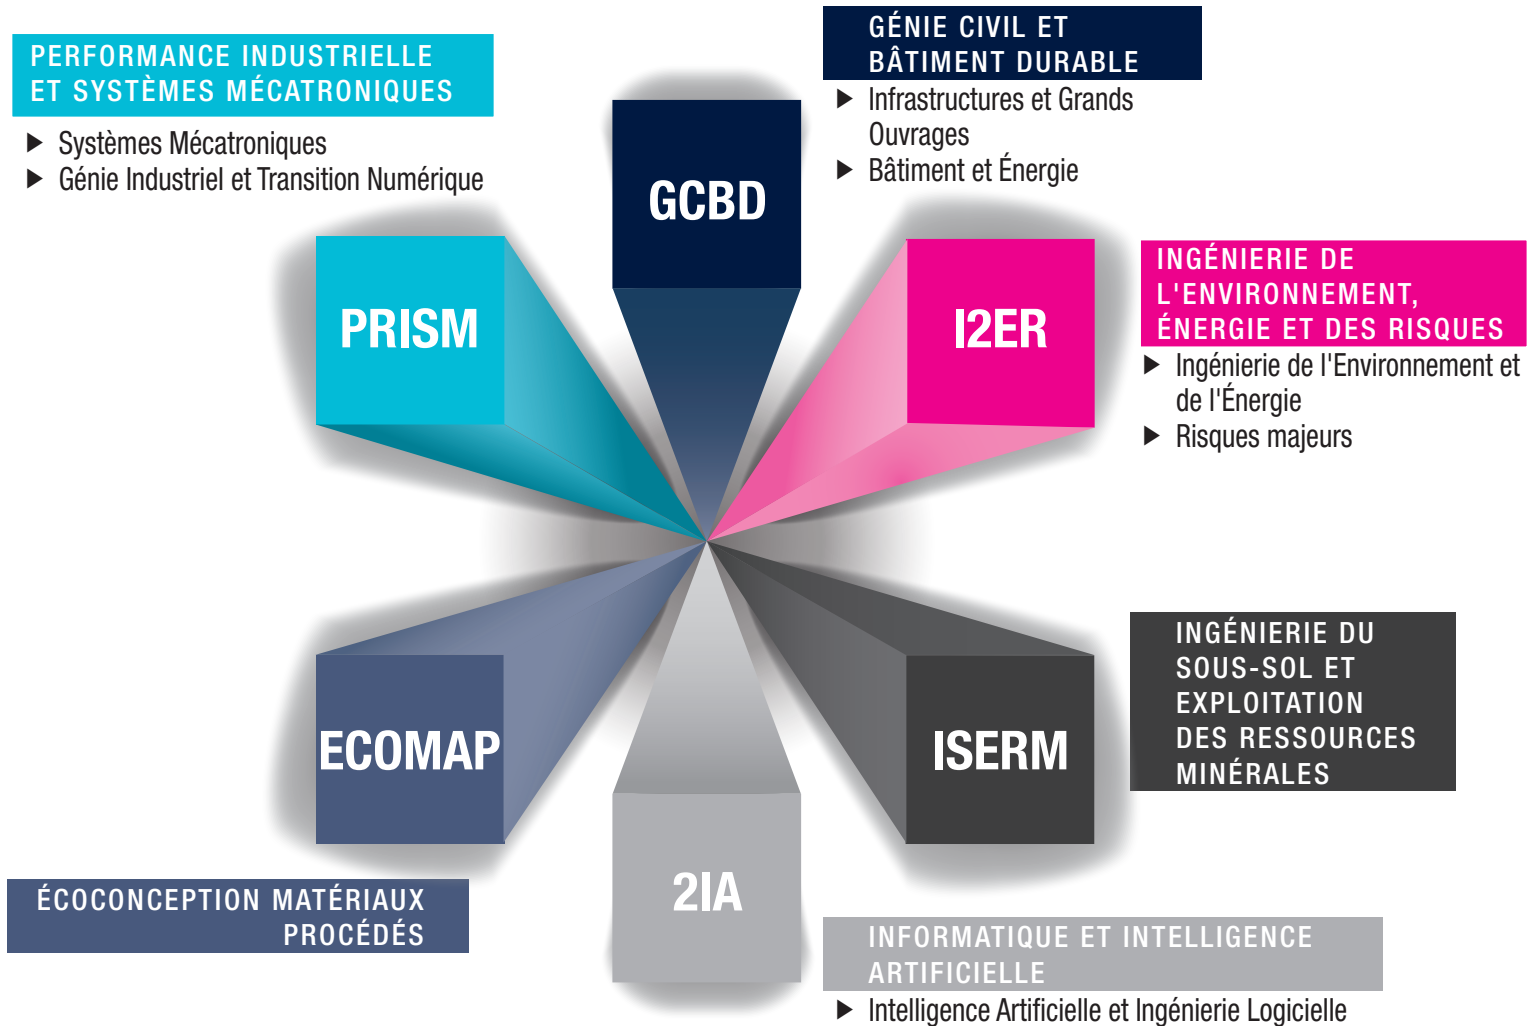 PERFORMANCE INDUSTRIELLE
ET SYSTÈMES MÉCATRONIQUES
▶ Systèmes Mécatroniques
▶ Génie Industriel et Transition Numérique
GÉNIE CIVIL ET
BÂTIMENT DURABLE
▶ Infrastructures et Grands
Ouvrages
▶ Bâtiment et Énergie
GCBD
PRISM
I2ER
INGÉNIERIE DE
L'ENVIRONNEMENT,
ÉNERGIE ET DES RISQUES
▶ Ingénierie de l'Environnement et
de l'Énergie
▶ Risques majeurs
ECOMAP
ISERM
INGÉNIERIE DU
SOUS-SOL ET
EXPLOITATION
DES RESSOURCES
MINÉRALES
2IA
ÉCOCONCEPTION MATÉRIAUX
PROCÉDÉS
INFORMATIQUE ET INTELLIGENCE
ARTIFICIELLE
▶ Intelligence Artificielle et Ingénierie Logicielle